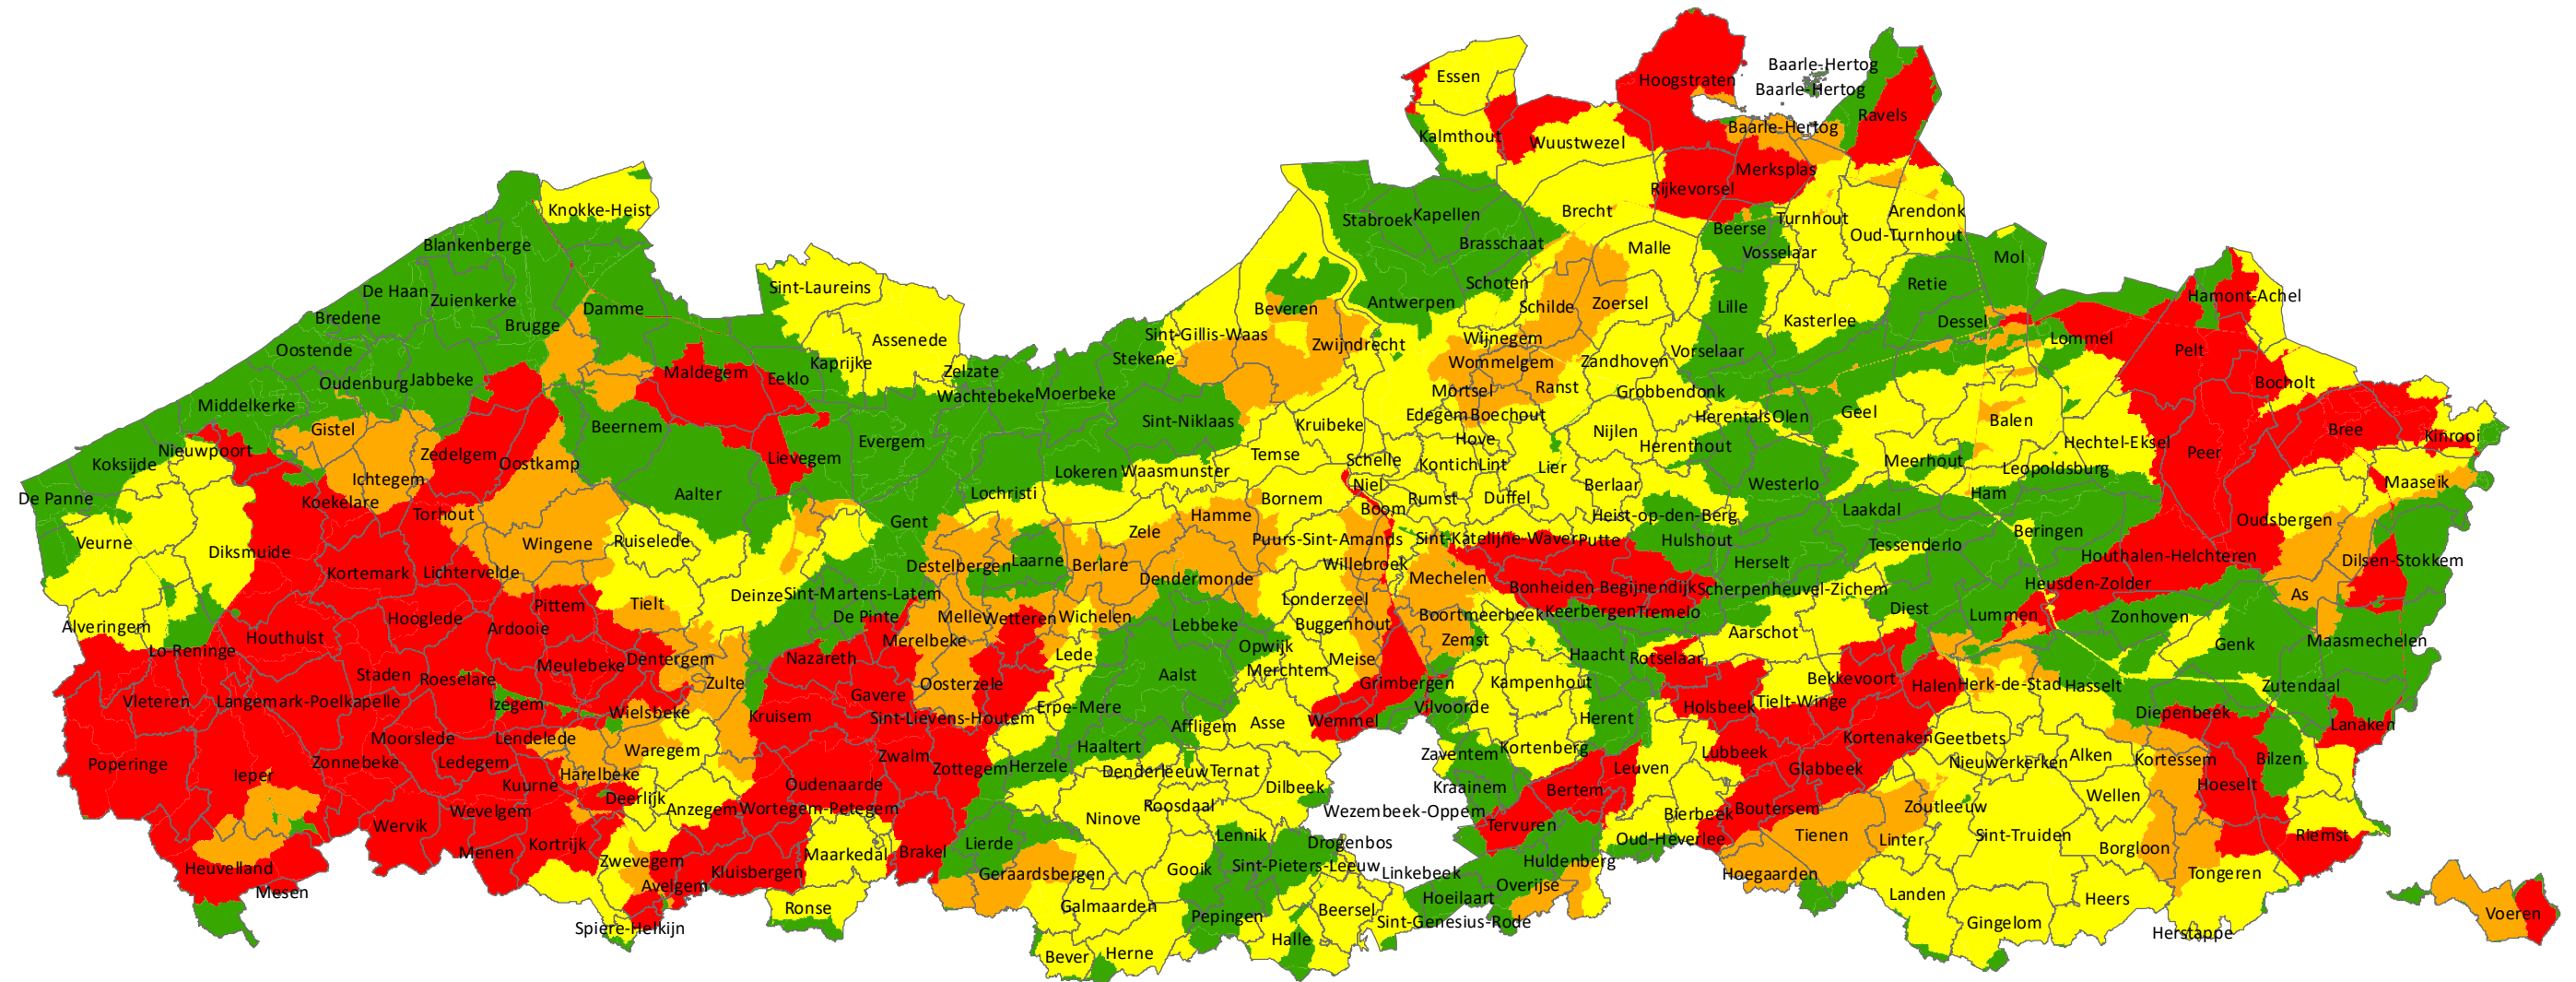 Baarle-Hertog
Essen
Hoogstraten
Baarle-Hertog
Ravels
Kalmthout
Wuustwezel
Baarle-Hertog
Merksplas
Rijkevorsel
Knokke-Heist
Stabroek
Kapellen
Brecht
Turnhout
Arendonk
Blankenberge
Brasschaat
Malle
Beerse
Oud-Turnhout
Vosselaar
Mol
De Haan
Zuienkerke
Sint-Laureins
Schoten
Retie
Hamont-Achel
Bredene
Brugge
Damme
Beveren
Antwerpen
Schilde
Zoersel
Lille
Kasterlee
Dessel
Oostende
Assenede
Sint-Gillis-Waas
Zwijndrecht
Wijnegem
Lommel
Pelt
Oudenburg
Jabbeke
Maldegem
Eeklo
Kaprijke
Zelzate
Stekene
Wommelgem
Zandhoven
Vorselaar
Bocholt
Middelkerke
Wachtebeke
Moerbeke
Mortsel
Ranst
Grobbendonk
Gistel
Beernem
Evergem
Sint-Niklaas
Kruibeke
Edegem
Boechout
Herentals
Olen
Geel
Balen
Nieuwpoort
Zedelgem
Oostkamp
Lievegem
Hove
Nijlen
Herenthout
Hechtel-Eksel
Peer
Bree
Kinrooi
Koksijde
Ichtegem
Lokeren
Waasmunster
Temse
Schelle
Kontich
Lint
Lier
Meerhout
Leopoldsburg
De Panne
Koekelare
Torhout
Aalter
Lochristi
Bornem
Niel
Rumst
Duffel
Berlaar
Westerlo
Ham
Maaseik
Veurne
Diksmuide
Wingene
Ruiselede
Gent
Zele
Hamme
Boom
Heist-op-den-Berg
Laakdal
Beringen
Oudsbergen
Puurs-Sint-Amands
Sint-Katelijne-Waver
Putte
Hulshout
Tessenderlo
Houthalen-Helchteren
Dilsen-Stokkem
Kortemark
Lichtervelde
Destelbergen
Laarne
Berlare
Dendermonde
Willebroek
Mechelen
Bonheiden
Begijnendijk
Herselt
Scherpenheuvel-Zichem
Heusden-Zolder
As
Alveringem
Hooglede
Pittem
Tielt
Deinze
Sint-Martens-Latem
De Pinte
Melle
Wetteren
Wichelen
Lebbeke
Londerzeel
Buggenhout
Boortmeerbeek
Keerbergen
Tremelo
Diest
Lummen
Zonhoven
Lo-Reninge
Houthulst
Ardooie
Merelbeke
Lede
Opwijk
Zemst
Aarschot
Genk
Maasmechelen
Vleteren
Langemark-Poelkapelle
Staden
Roeselare
Meulebeke
Dentergem
Zulte
Nazareth
Oosterzele
Aalst
Merchtem
Meise
Grimbergen
Kampenhout
Haacht
Rotselaar
Bekkevoort
Halen
Herk-de-Stad
Hasselt
Zutendaal
Izegem
Wielsbeke
Kruisem
Gavere
Sint-Lievens-Houtem
Erpe-Mere
Affligem
Asse
Wemmel
Vilvoorde
Herent
Holsbeek
Tielt-Winge
Diepenbeek
Lanaken
Poperinge
Ieper
Zonnebeke
Moorslede
Ledegem
Lendelede
Waregem
Zwalm
Zottegem
Herzele
Haaltert
Denderleeuw
Ternat
Zaventem
Kortenberg
Leuven
Lubbeek
Kortenaken
Geetbets
Nieuwerkerken
Alken
Kortessem
Bilzen
Kuurne
Harelbeke
Deerlijk
Oudenaarde
Dilbeek
Kraainem
Bertem
Glabbeek
Wellen
Hoeselt
Wervik
Wevelgem
Anzegem
Wortegem-Petegem
Ninove
Roosdaal
Wezembeek-Oppem
Tervuren
Bierbeek
Boutersem
Zoutleeuw
Sint-Truiden
Riemst
Heuvelland
Mesen
Menen
Kortrijk
Zwevegem
Avelgem
Kluisbergen
Maarkedal
Brakel
Lierde
Geraardsbergen
Lennik
Gooik
Drogenbos
Sint-Pieters-Leeuw
Linkebeek
Huldenberg
Oud-Heverlee
Tienen
Linter
Borgloon
Tongeren
Hoegaarden
Spiere-Helkijn
Ronse
Galmaarden
Pepingen
Beersel
Hoeilaart
Overijse
Sint-Genesius-Rode
Landen
Gingelom
Heers
Herstappe
Voeren
Bever
Herne
Halle